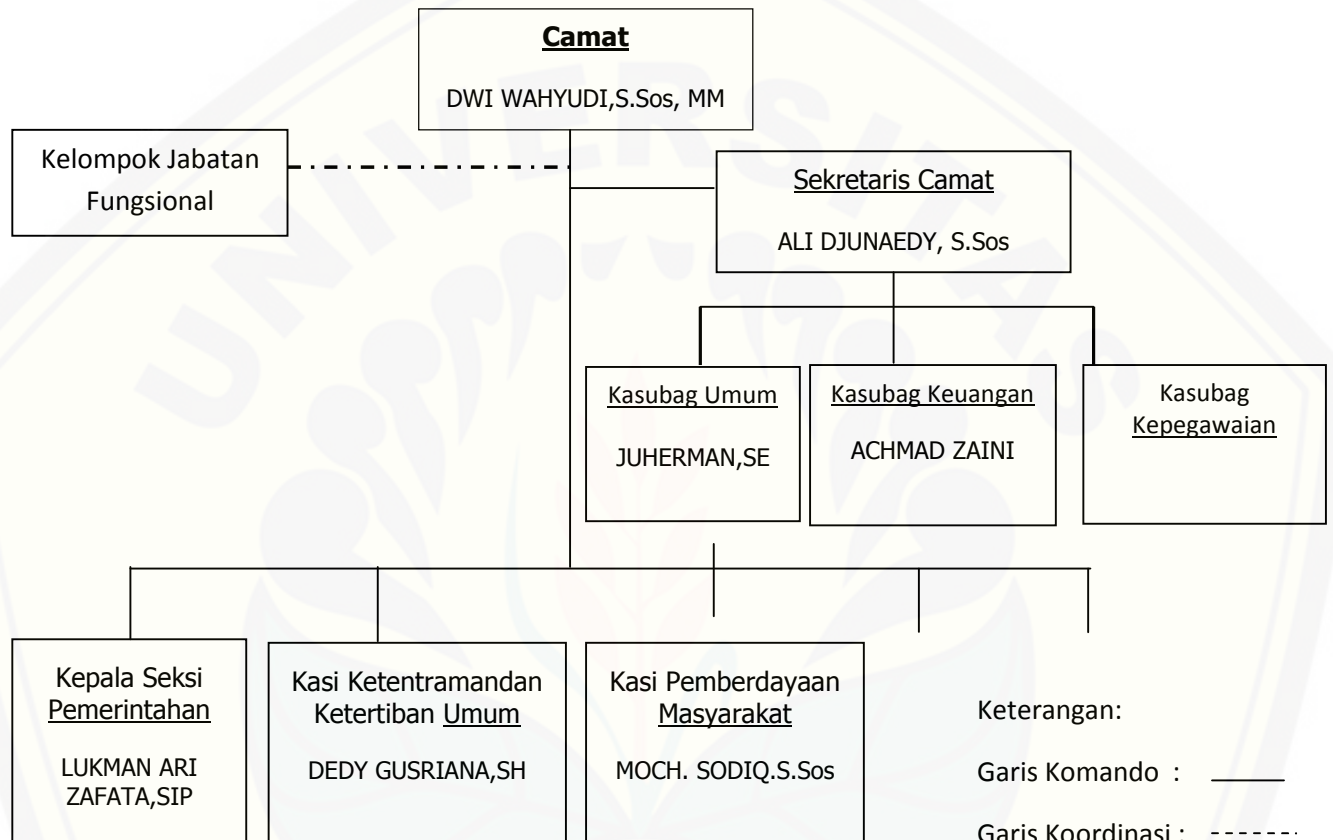 Camat
DWI WAHYUDI,S.Sos, MM
Kelompok Jabatan
Fungsional
Sekretaris Camat
ALI DJUNAEDY, S.Sos
Kasubag Umum
JUHERMAN,SE
Kasubag Keuangan
ACHMAD ZAINI
Kasubag
Kepegawaian
Kepala Seksi
Pemerintahan
LUKMAN ARI
ZAFATA,SIP
Kasi Ketentramandan
Ketertiban Umum
DEDY GUSRIANA,SH
Kasi Pemberdayaan
Masyarakat
MOCH. SODIQ.S.Sos
Keterangan:
Garis Komando :
Garis Koordinasi :
UNIVERSITAS